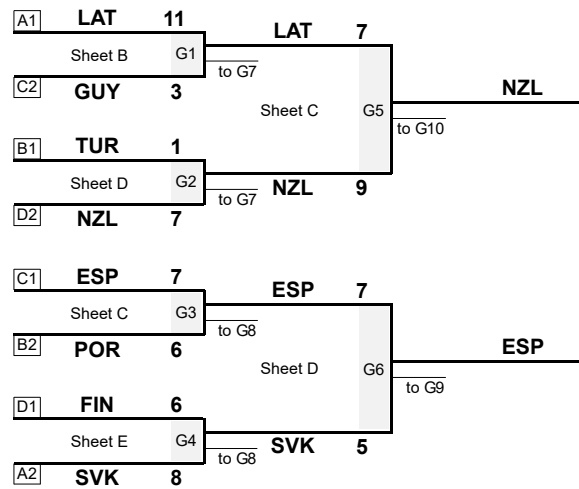 A1 LAT 11 LAT 7
Sheet B G1
to G7
C2 GUY 3
Sheet C G5 NZL
to G10
B1 TUR 1
Sheet D G2
to G7 NZL 9
D2 NZL 7
C1 ESP 7 ESP 7
Sheet C G3
to G8
B2 POR 6
Sheet D G6 ESP
to G9
D1 FIN 6
Sheet E G4
to G8 SVK 5
A2 SVK 8